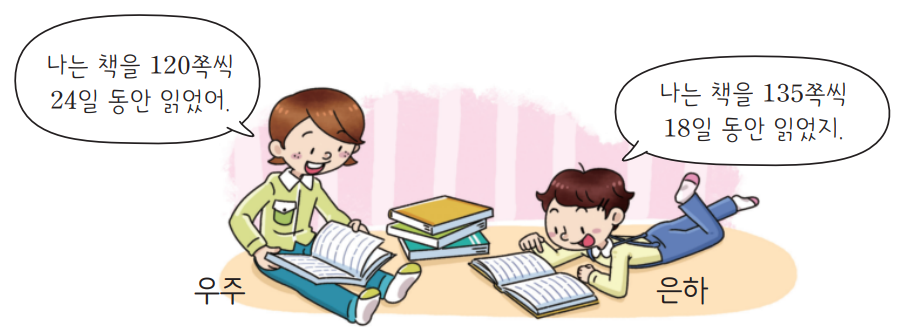 나는 책을 120쪽씩
24일 동안 읽었어.
나는 책을 135쪽씩
18일 동안 읽었지.
우주
은하